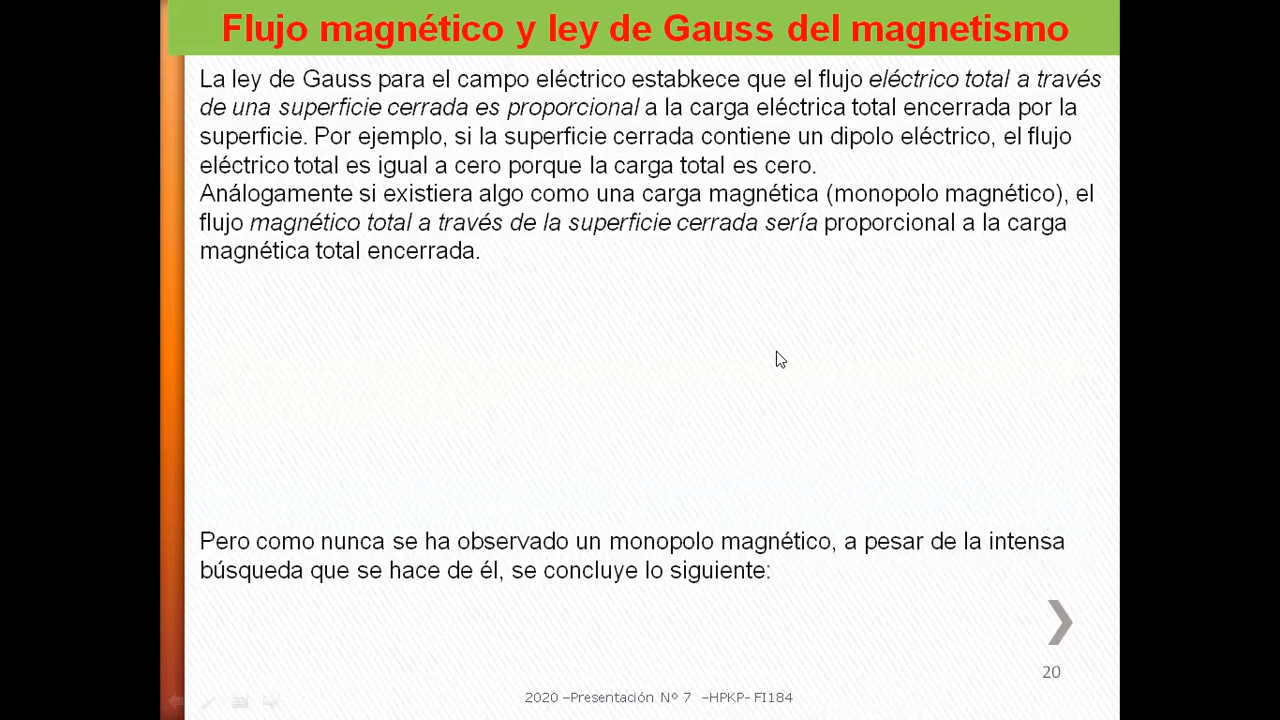 Flujo magnético y ley de Gauss del magnetismo
La ley de Gauss para el campo eléctrico estabkece que el flujo eléctrico total a través
de una superficie cerrada es proporcional a la carga eléctrica total encerrada por la
superficie. Por ejemplo, si la superficie cerrada contiene un dipolo eléctrico, el flujo
eléctrico total es igual a cero porque la carga total es cero.
Análogamente si existiera algo como una carga magnética (monopolo magnético), el
flujo magnético total a través de la superficie cerrada sería proporcional a la carga
magnética total encerrada.
Pero como nunca se ha observado un monopolo magnético, a pesar de la intensa
búsqueda que se hace de él, se concluye lo siguiente:
20
2020 –Presentación Nº 7 –HPKP- FI184